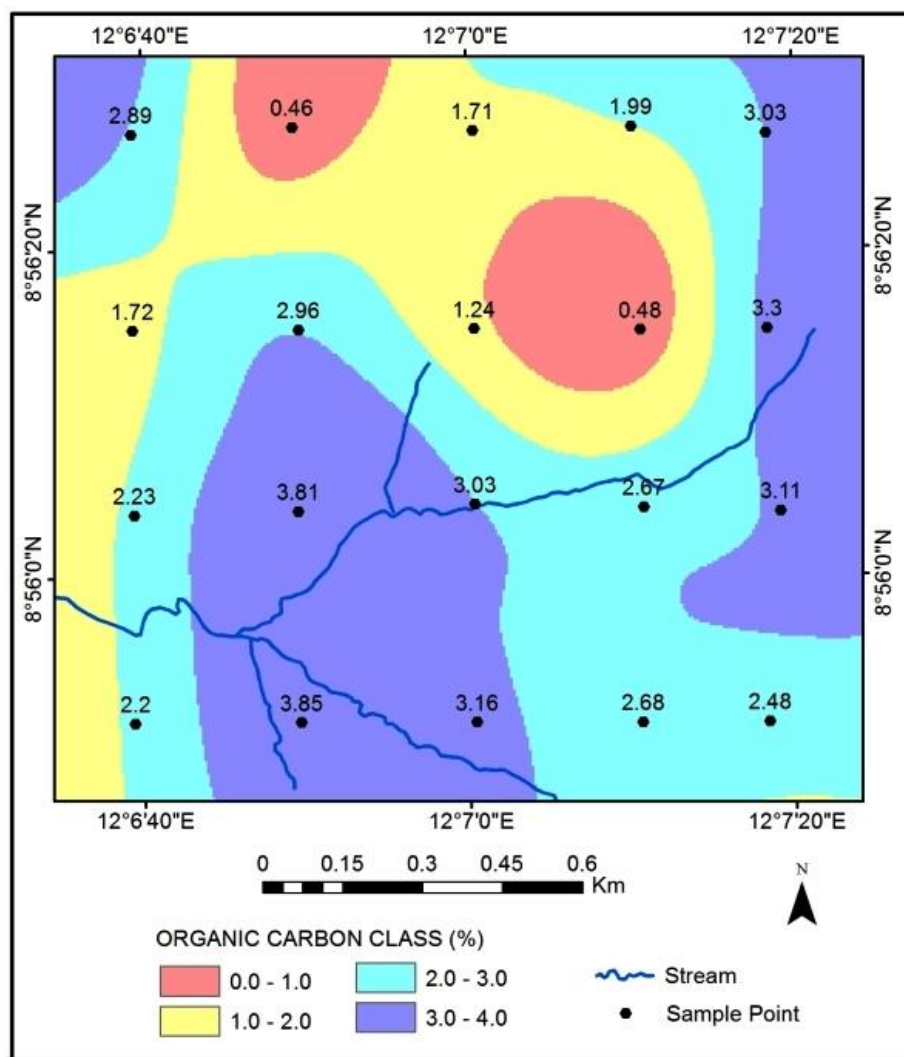 12°6'40"E 12°7'0"E 12°7'20"E
2.89 0.46 1.71 1.99 3.03
8°56'20"N 8°56'20"N
1.72 2.96 1.24 0.48 3.3
2.23 3.81 3.03 2.67 3.11
8°56'0"N 8°56'0"N
2.2 3.85 3.16 2.68 2.48
12°6'40"E 12°7'0"E 12°7'20"E
0 0.15 0.3 0.45 0.6
Km
N
ORGANIC CARBON CLASS (%)
0.0 - 1.0 2.0 - 3.0 Stream
1.0 - 2.0 3.0 - 4.0 Sample Point